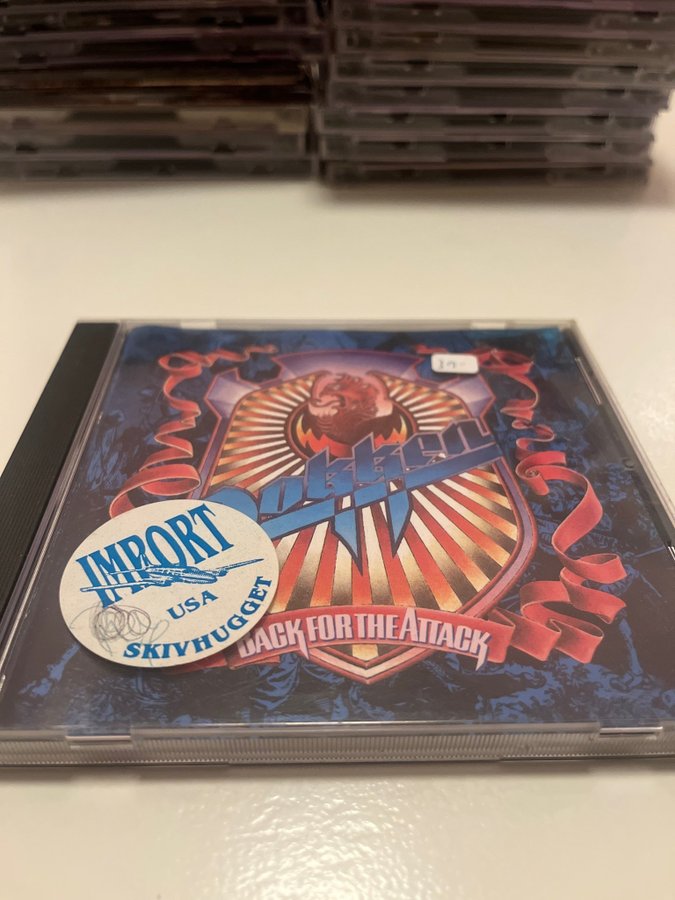 Dokken
BACK FOR THE ATTACK
IMPORT
USA
SKIVHUGGET